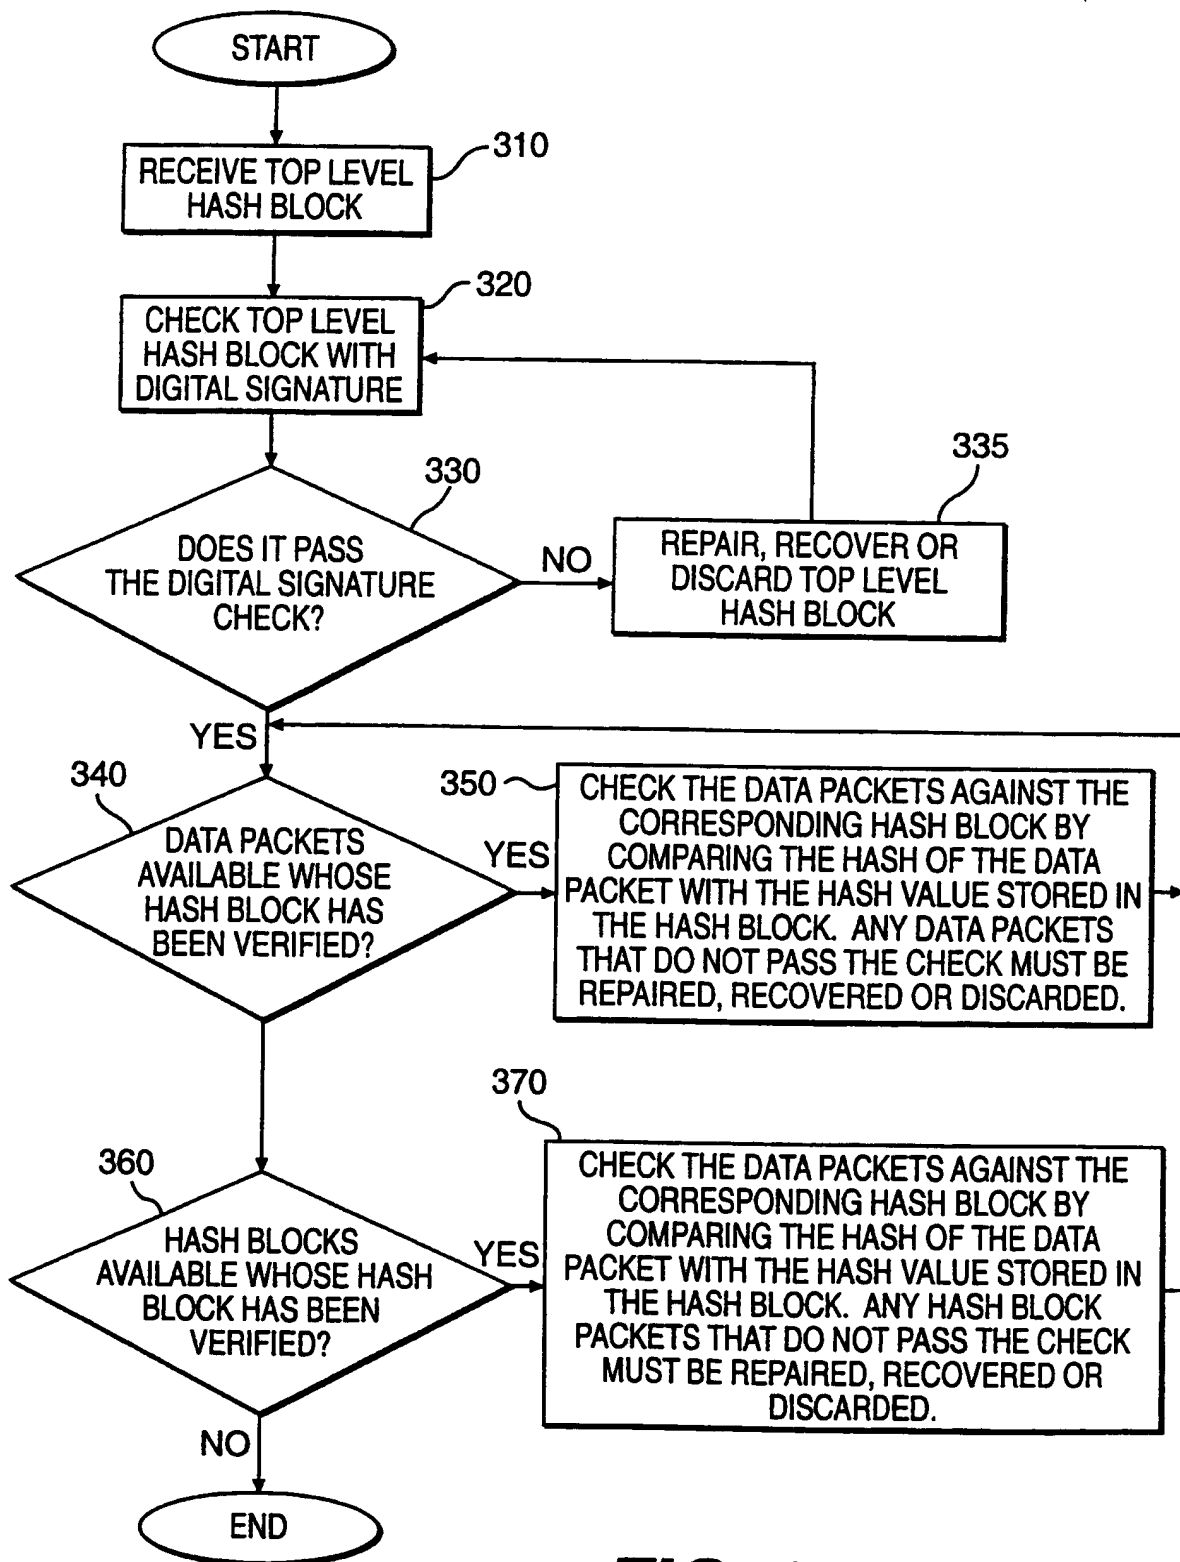 START
310
RECEIVE TOP LEVEL
HASH BLOCK
320
CHECK TOP LEVEL
HASH BLOCK WITH
DIGITAL SIGNATURE
330
DOES IT PASS
THE DIGITAL SIGNATURE
CHECK?
NO
335
REPAIR, RECOVER OR
DISCARD TOP LEVEL
HASH BLOCK
YES
340
DATA PACKETS
AVAILABLE WHOSE
HASH BLOCK HAS
BEEN VERIFIED?
YES
350
CHECK THE DATA PACKETS AGAINST THE
CORRESPONDING HASH BLOCK BY
COMPARING THE HASH OF THE DATA
PACKET WITH THE HASH VALUE STORED IN
THE HASH BLOCK. ANY DATA PACKETS
THAT DO NOT PASS THE CHECK MUST BE
REPAIRED, RECOVERED OR DISCARDED.
360
HASH BLOCKS
AVAILABLE WHOSE HASH
BLOCK HAS BEEN
VERIFIED?
YES
370
CHECK THE DATA PACKETS AGAINST THE
CORRESPONDING HASH BLOCK BY
COMPARING THE HASH OF THE DATA
PACKET WITH THE HASH VALUE STORED IN
THE HASH BLOCK. ANY HASH BLOCK
PACKETS THAT DO NOT PASS THE CHECK
MUST BE REPAIRED, RECOVERED OR
DISCARDED.
NO
END